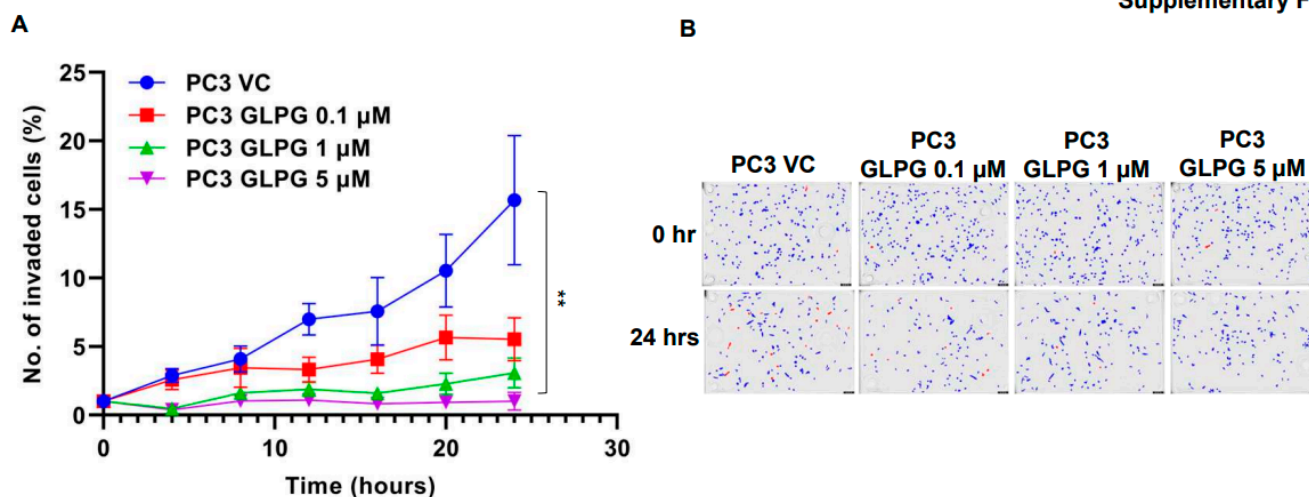 Supplementary F
A
B
25
20
15
10
5
0
No. of invaded cells (%)
PC3 VC
PC3 GLPG 0.1 µM
PC3 GLPG 1 µM
PC3 GLPG 5 µM
**
0
10
20
30
Time (hours)
PC3 VC
PC3
GLPG 0.1 µM
PC3
GLPG 1 µM
PC3
GLPG 5 µM
0 hr
24 hrs